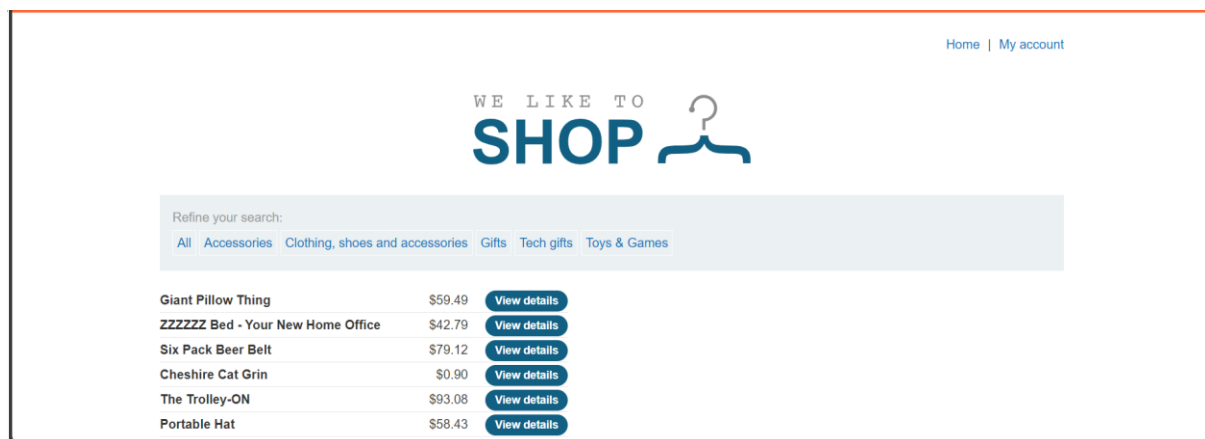 Home | My account
WE LIKE TO
SHOP
Refine your search:
All Accessories Clothing, shoes and accessories Gifts Tech gifts Toys & Games
Giant Pillow Thing $59.49 View details
ZZZZZZ Bed - Your New Home Office $42.79 View details
Six Pack Beer Belt $79.12 View details
Cheshire Cat Grin $0.90 View details
The Trolley-ON $93.08 View details
Portable Hat $58.43 View details